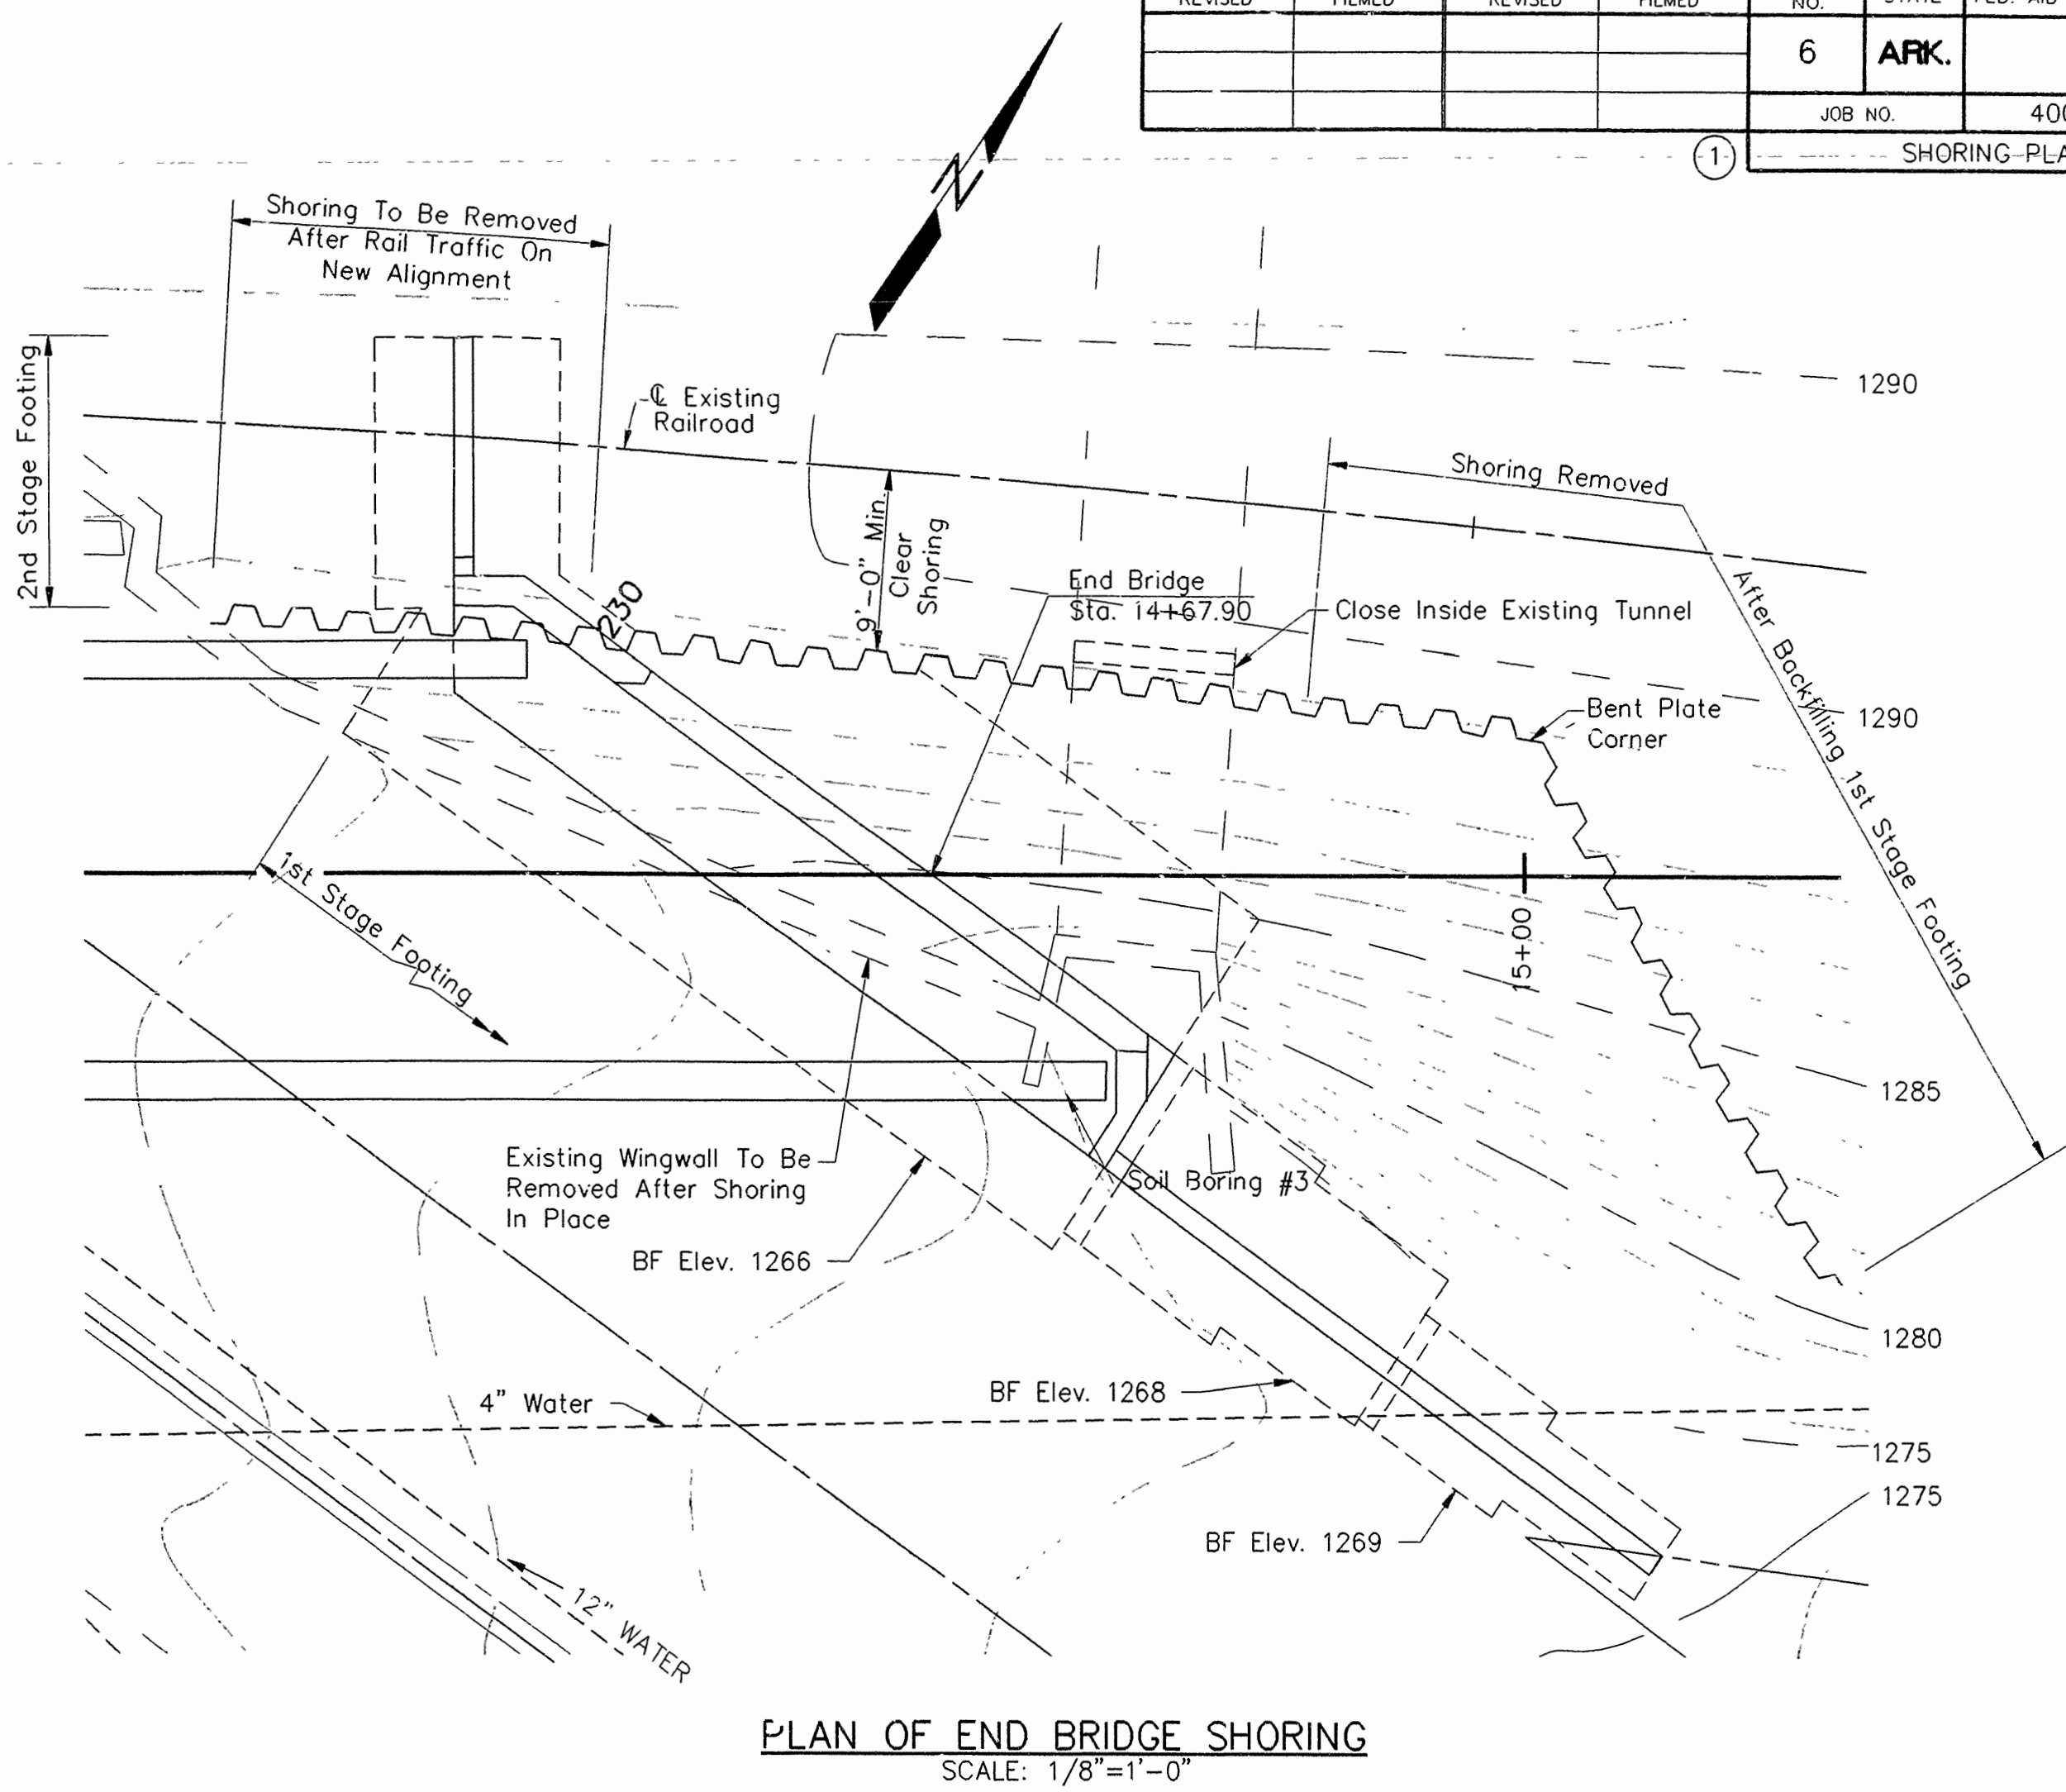 REVISED FILMED REVISED FILMED NO. STATE FED. AID
6 ARK.
JOB NO. 400
1 SHORING PLA
Shoring To Be Removed
After Rail Traffic On
New Alignment
N
2nd Stage Footing
℄ Existing
Railroad
1290
Shoring Removed
After Backfilling 1st Stage Footing
9'-0" Min.
Clear
Shoring
230
End Bridge
Sta. 14+67.90
Close Inside Existing Tunnel
Bent Plate
Corner
1290
1st Stage Footing
15+00
1285
Existing Wingwall To Be
Removed After Shoring
In Place
Soil Boring #3
BF Elev. 1266
1280
4" Water
BF Elev. 1268
1275
1275
BF Elev. 1269
12" WATER
PLAN OF END BRIDGE SHORING
SCALE: 1/8"=1'-0"